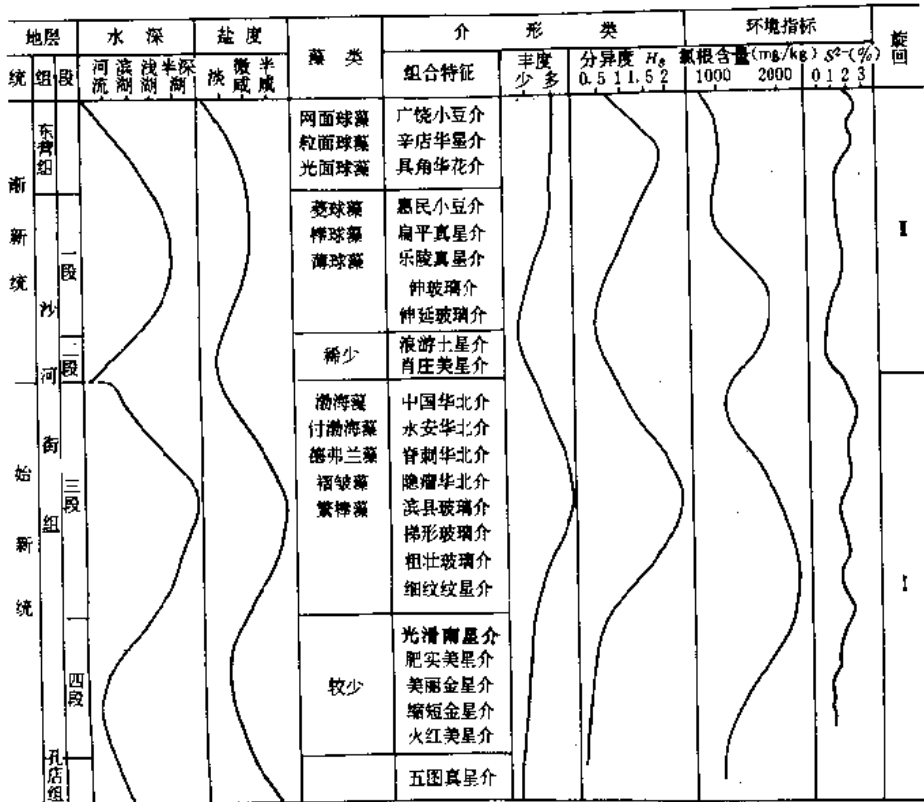 地层 水深 盐度 藻类 介形类 环境指标 旋回
统 组 段 河流 滨湖 浅湖 半深湖 淡 微咸 半咸 组合特征 丰度 少 多 分异度 Hs 0.5 1 1.5 2 氯根含量(mg/kg) 1000 2000 S²⁻(%) 0 1 2 3
渐新统
始新统
东营组
沙河街组
孔店组
一段
二段
三段
四段
网面球藻 广饶小豆介
粒面球藻 辛店华星介
光面球藻 具角华花介
菱球藻 惠民小豆介
棒球藻 扁平真星介
薄球藻 乐陵真星介
伸玻璃介
伸延玻璃介
稀少 浪游土星介
肖庄美星介
渤海藻 中国华北介
付渤海藻 永安华北介
德弗兰藻 脊刺华北介
褶皱藻 隐瘤华北介
繁棒藻 滨县玻璃介
梯形玻璃介
粗壮玻璃介
细纹纹星介
光滑南星介
肥实美星介
较少 美丽金星介
缩短金星介
火红美星介
五图真星介
Ⅱ
Ⅰ